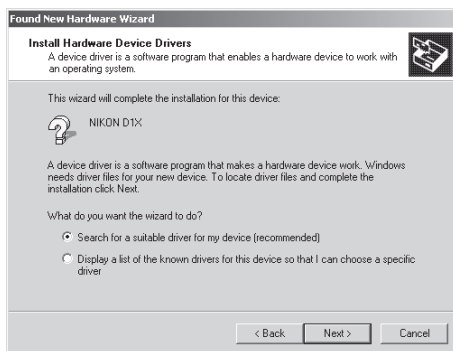 Found New Hardware Wizard
Install Hardware Device Drivers
A device driver is a software program that enables a hardware device to work with
an operating system.
This wizard will complete the installation for this device:
NIKON D1X
A device driver is a software program that makes a hardware device work. Windows
needs driver files for your new device. To locate driver files and complete the
installation click Next.
What do you want the wizard to do?
Search for a suitable driver for my device (recommended)
Display a list of the known drivers for this device so that I can choose a specific
driver
< Back Next > Cancel